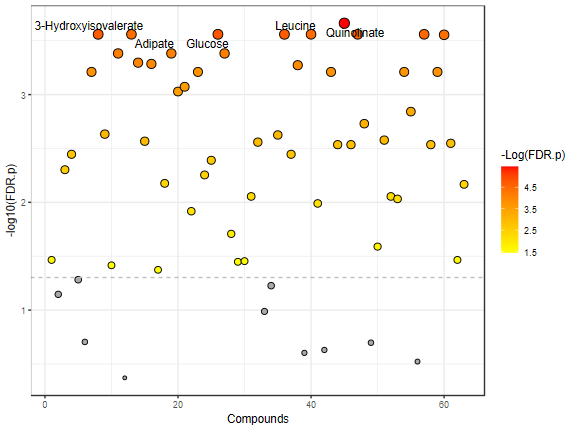 3-Hydroxyisovalerate
Leucine
Adipate
Glucose
Quinolinate
-log10(FDR.p)
3
2
1
0
20
40
60
Compounds
-Log(FDR.p)
4.5
3.5
2.5
1.5